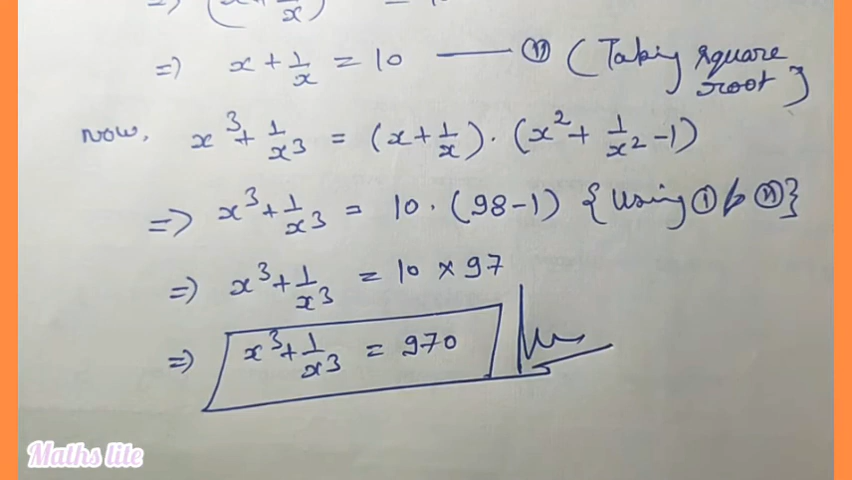 => x + 1/x = 10 —— (ii) (Taking square root)
now, x³ + 1/x³ = (x + 1/x) · (x² + 1/x² - 1)
=> x³ + 1/x³ = 10 · (98 - 1) {Using (i) & (ii)}
=> x³ + 1/x³ = 10 × 97
=> x³ + 1/x³ = 970
Ans
Maths lite